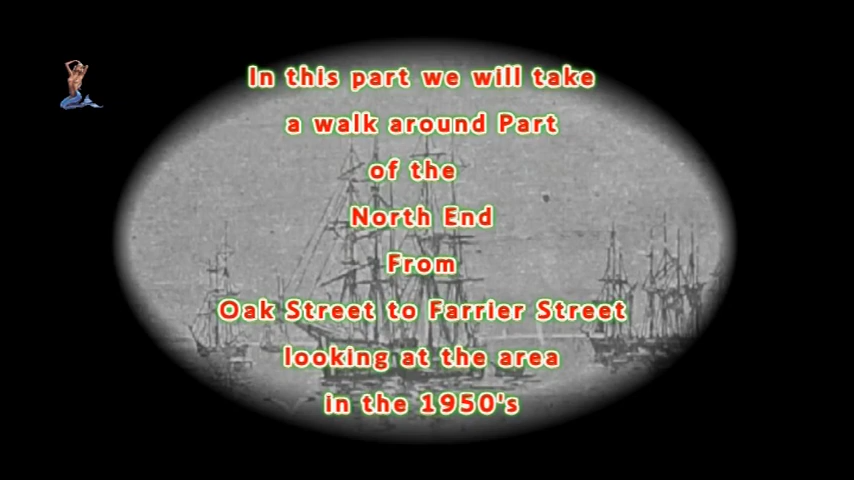 In this part we will take
a walk around Part
of the
North End
From
Oak Street to Farrier Street
looking at the area
in the 1950's